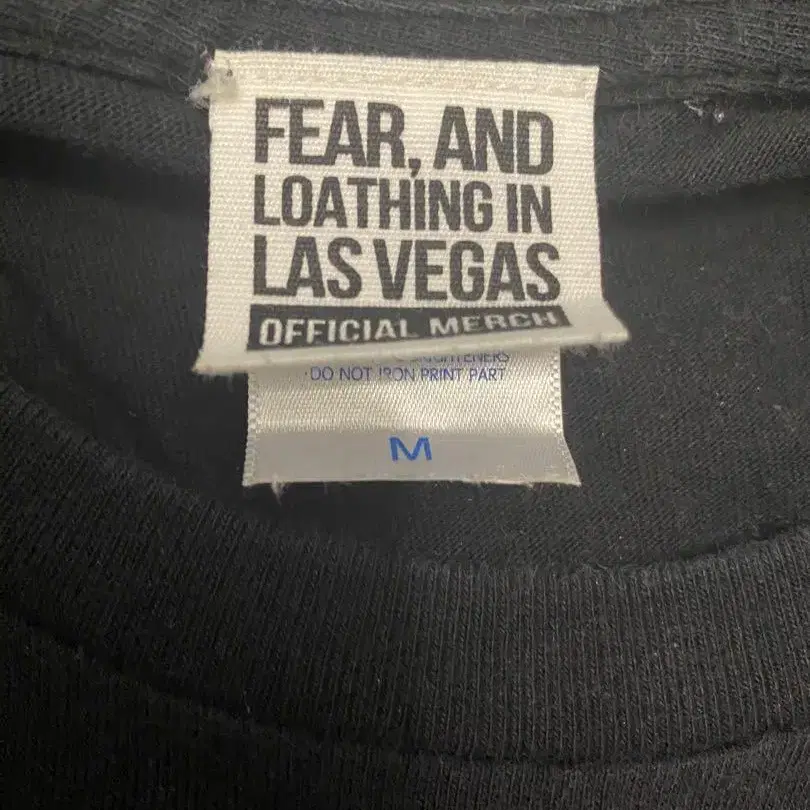 FEAR, AND
LOATHING IN
LAS VEGAS
OFFICIAL MERCH
DO NOT IRON PRINT PART
M